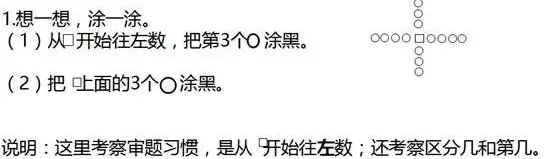 1.想一想，涂一涂。
（1）从□开始往左数，把第3个○ 涂黑。
（2）把 □上面的3个○涂黑。
说明：这里考察审题习惯，是从 □开始往左数；还考察区分几和第几。